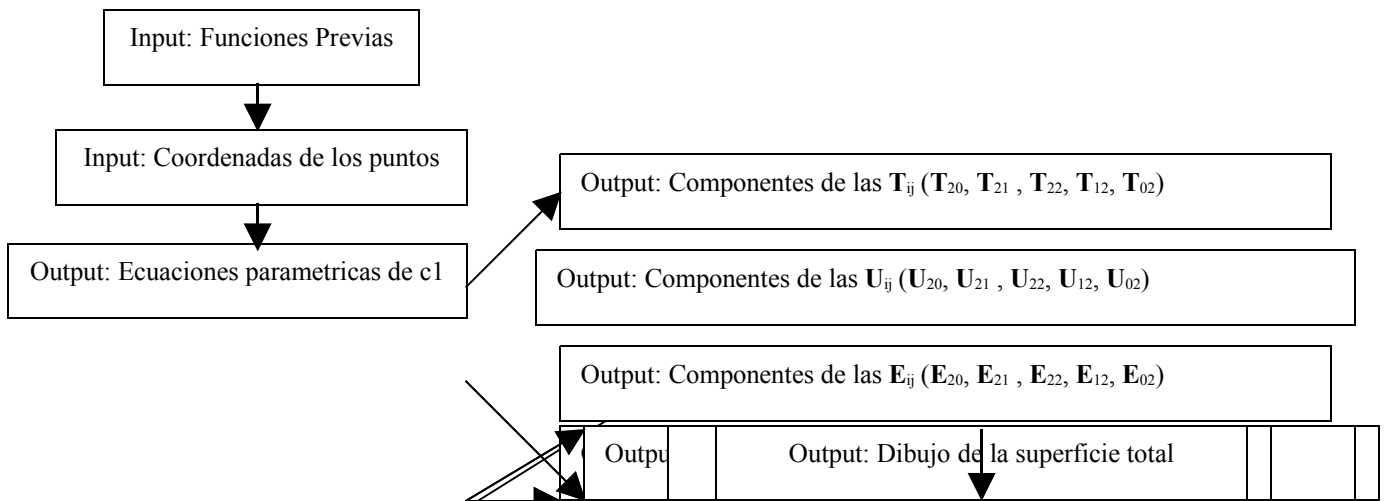 Input: Funciones Previas
Input: Coordenadas de los puntos
Output: Ecuaciones parametricas de c1
Output: Componentes de las Tij (T20, T21 , T22, T12, T02)
Output: Componentes de las Uij (U20, U21 , U22, U12, U02)
Output: Componentes de las Eij (E20, E21 , E22, E12, E02)
Output: Dibujo de la superficie total